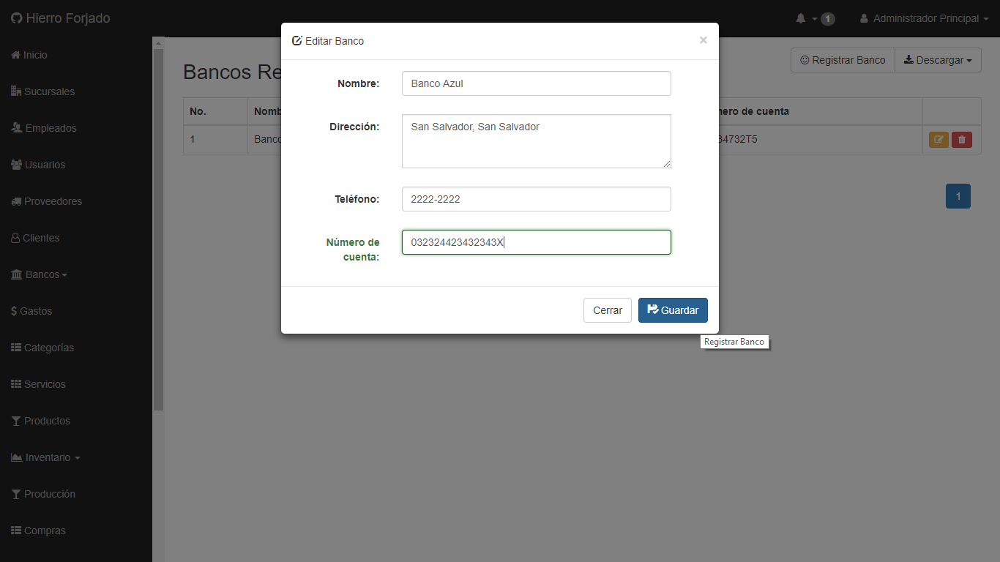 Hierro Forjado
1
Administrador Principal
Inicio
Sucursales
Empleados
Usuarios
Proveedores
Clientes
Bancos
$ Gastos
Categorías
Servicios
Productos
Inventario
Producción
Compras
Bancos Re
Registrar Banco
Descargar
No.
Nomb
mero de cuenta
1
Banco
34732T5
1
Editar Banco
×
Nombre:
Banco Azul
Dirección:
San Salvador, San Salvador
Teléfono:
2222-2222
Número de
cuenta:
032324423432343X
Cerrar
Guardar
Registrar Banco